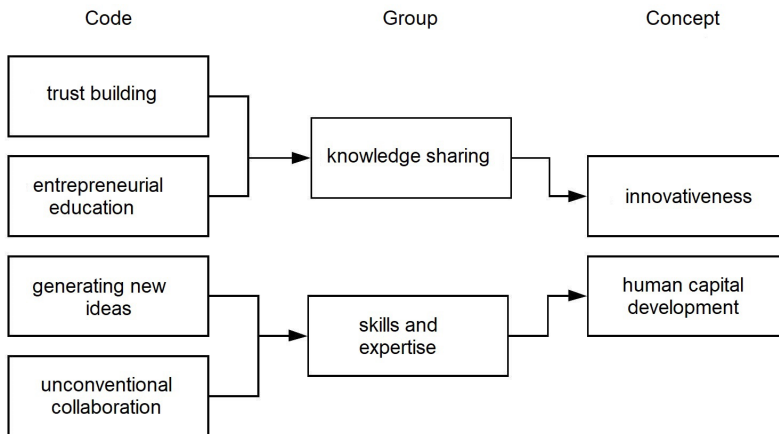 Code
Group
Concept
trust building
entrepreneurial
education
generating new
ideas
unconventional
collaboration
knowledge sharing
skills and
expertise
innovativeness
human capital
development